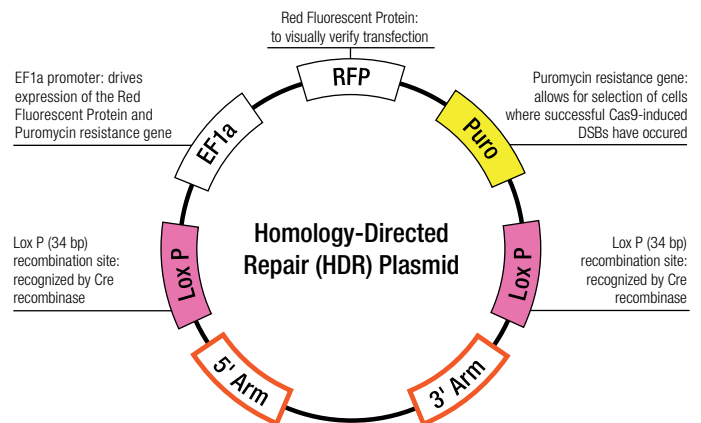 Red Fluorescent Protein:
to visually verify transfection
RFP
EF1a promoter: drives
expression of the Red
Fluorescent Protein and
Puromycin resistance gene
EF1a
Puromycin resistance gene:
allows for selection of cells
where successful Cas9-induced
DSBs have occured
Puro
Homology-Directed
Repair (HDR) Plasmid
Lox P (34 bp)
recombination site:
recognized by Cre
recombinase
Lox P
Lox P
Lox P (34 bp)
recombination site:
recognized by Cre
recombinase
5' Arm
3' Arm